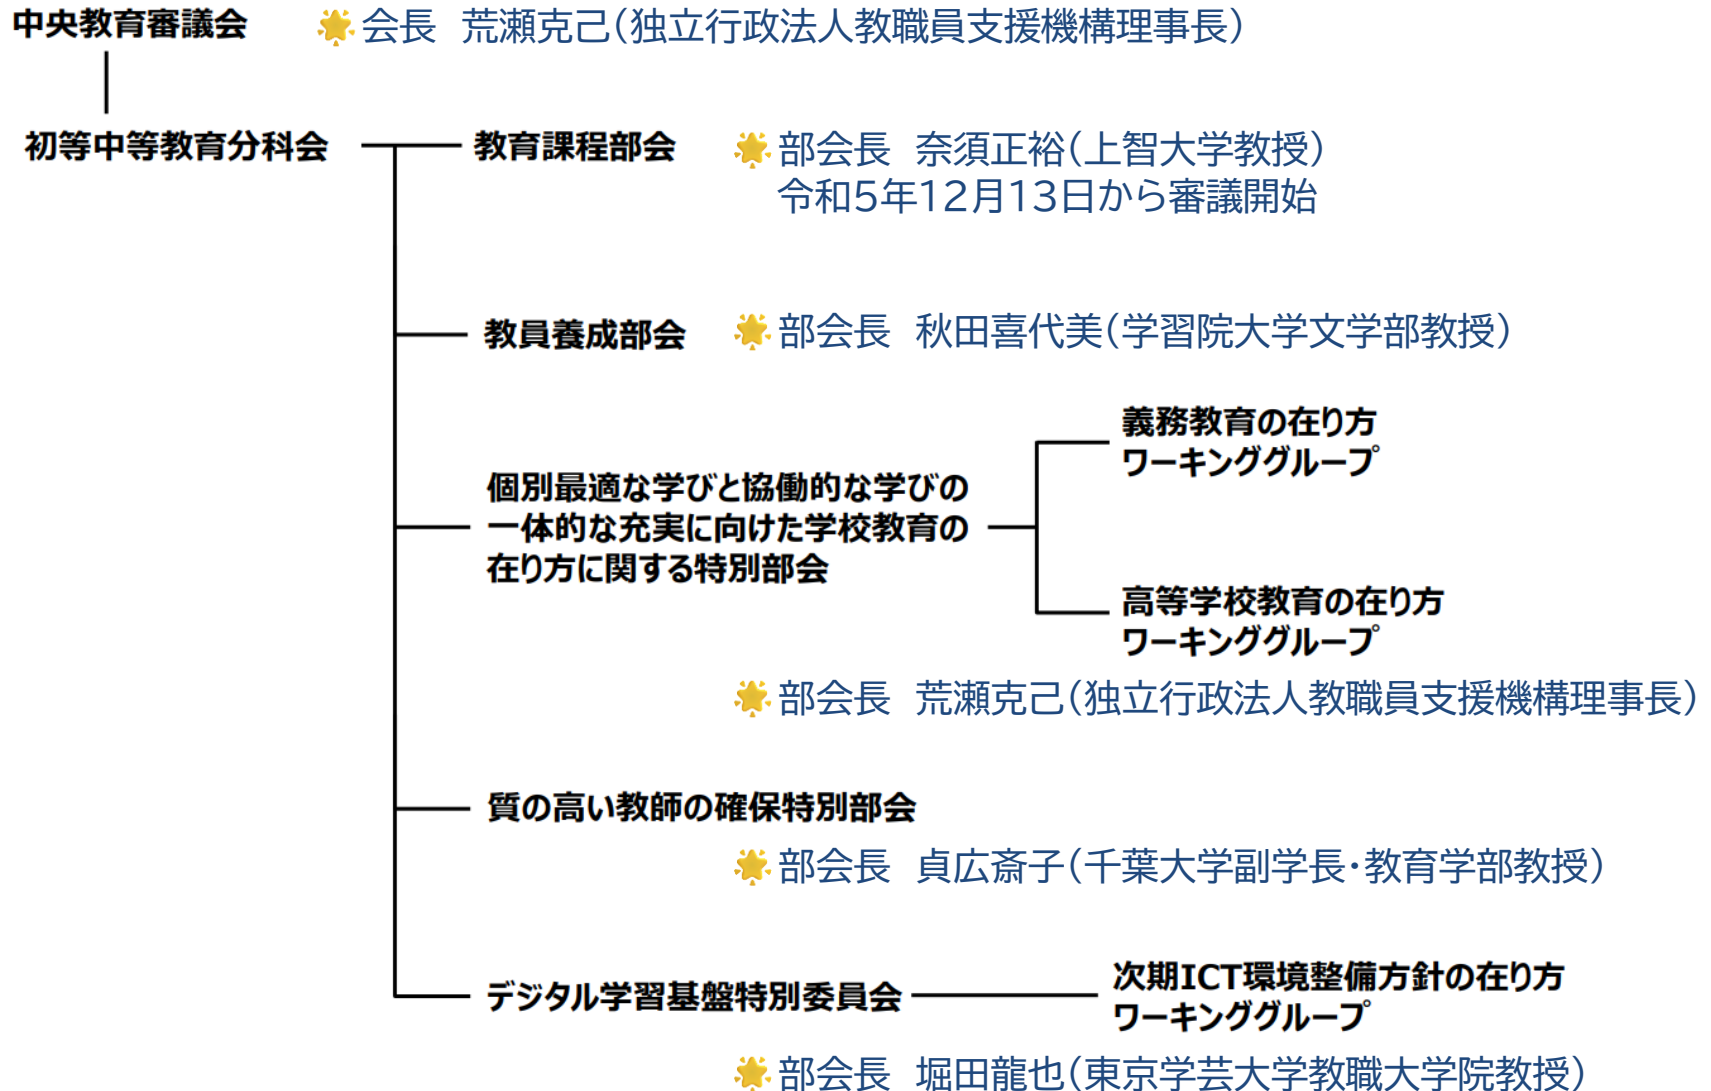 中央教育審議会
🌟会長 荒瀬克己(独立行政法人教職員支援機構理事長)
初等中等教育分科会
教育課程部会
🌟部会長 奈須正裕(上智大学教授)
令和5年12月13日から審議開始
教員養成部会
🌟部会長 秋田喜代美(学習院大学文学部教授)
個別最適な学びと協働的な学びの
一体的な充実に向けた学校教育の
在り方に関する特別部会
義務教育の在り方
ワーキンググループ
高等学校教育の在り方
ワーキンググループ
🌟部会長 荒瀬克己(独立行政法人教職員支援機構理事長)
質の高い教師の確保特別部会
🌟部会長 貞広斎子(千葉大学副学長・教育学部教授)
デジタル学習基盤特別委員会
次期ICT環境整備方針の在り方
ワーキンググループ
🌟部会長 堀田龍也(東京学芸大学教職大学院教授)